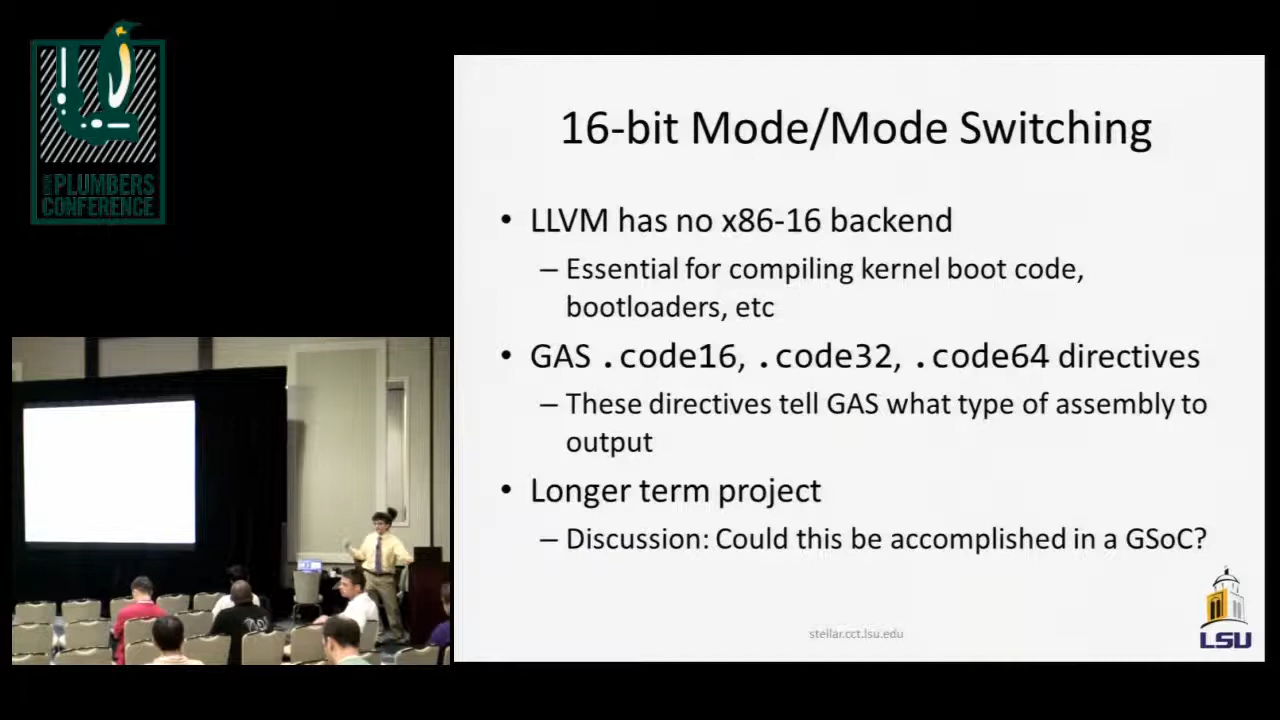 LINUX
PLUMBERS
CONFERENCE
16-bit Mode/Mode Switching
• LLVM has no x86-16 backend
– Essential for compiling kernel boot code,
bootloaders, etc
• GAS .code16, .code32, .code64 directives
– These directives tell GAS what type of assembly to
output
• Longer term project
– Discussion: Could this be accomplished in a GSoC?
stellar.cct.lsu.edu
LSU